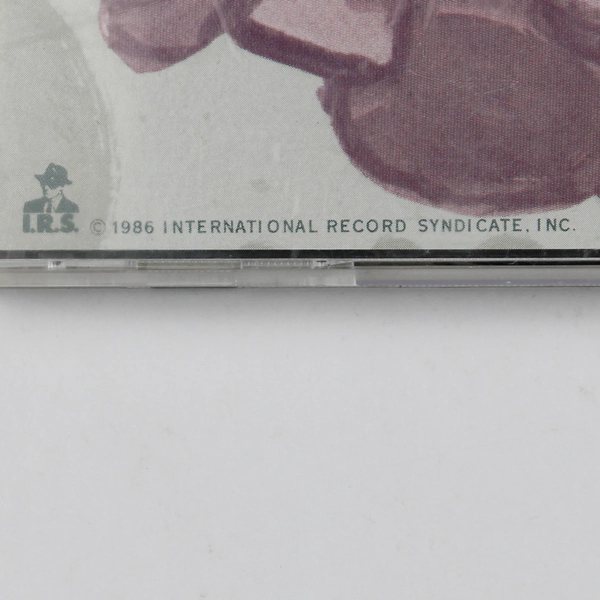 I.R.S. © 1986 INTERNATIONAL RECORD SYNDICATE, INC.